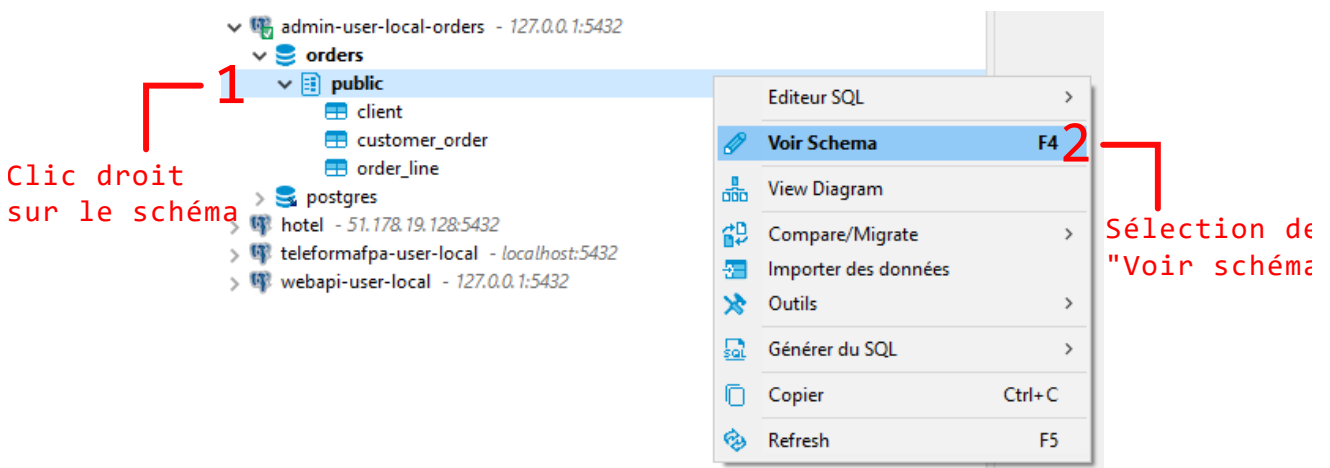 admin-user-local-orders - 127.0.0.1:5432
orders
1
public
client
customer_order
order_line
postgres
hotel - 51.178.19.128:5432
teleformafpa-user-local - localhost:5432
webapi-user-local - 127.0.0.1:5432
Clic droit
sur le schéma
Editeur SQL
Voir Schema F4
2
View Diagram
Compare/Migrate
Importer des données
Outils
Générer du SQL
Copier Ctrl+C
Refresh F5
Sélection de
"Voir schéma